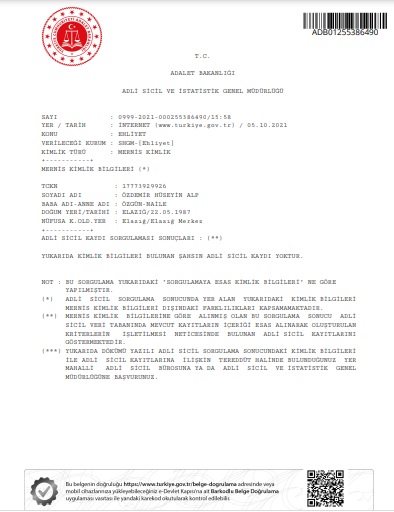 ADB01255386490
T.C.
ADALET BAKANLIĞI
ADLİ SİCİL VE İSTATİSTİK GENEL MÜDÜRLÜĞÜ
SAYI : 0999-2021-000255386490/15:58
YER / TARİH : İNTERNET (www.turkiye.gov.tr) / 05.10.2021
KONU : EHLİYET
VERİLECEĞİ KURUM : SHGM-[Ehliyet]
KİMLİK TÜRÜ : MERNİS KİMLİK
+-----------+
MERNİS KİMLİK BİLGİLERİ (*)
TCKN : 17773929926
SOYADI ADI : ÖZDEMİR HÜSEYİN ALP
BABA ADI-ANNE ADI : ÖZGÜN-NAİLE
DOĞUM YERİ/TARİHİ : ELAZIĞ/22.05.1987
NÜFUSA K.OLD.YER : Elazığ/Elazığ Merkez
+-----------+
ADLİ SİCİL KAYDI SORGULAMASI SONUÇLARI : (**)
YUKARIDA KİMLİK BİLGİLERİ BULUNAN ŞAHSIN ADLİ SİCİL KAYDI YOKTUR.
NOT : BU SORGULAMA YUKARIDAKİ 'SORGULAMAYA ESAS KİMLİK BİLGİLERİ' NE GÖRE
YAPILMIŞTIR.
(*) ADLİ SİCİL SORGULAMA SONUCUNDA YER ALAN YUKARIDAKİ KİMLİK BİLGİLERİ
MERNİS KİMLİK BİLGİLERİ DIŞINDAKİ FARKLILIKLARI KAPSAMAMAKTADIR.
(**) MERNİS KİMLİK BİLGİLERİNE GÖRE ALINMIŞ OLAN BU SORGULAMA SONUCU ADLİ
SİCİL VERİ TABANINDA MEVCUT KAYITLARIN İÇERİĞİ ESAS ALINARAK OLUŞTURULAN
KRİTERLERİN İŞLETİLMESİ NETİCESİNDE BULUNAN ADLİ SİCİL KAYITLARINI
GÖSTERMEKTEDİR.
(***) YUKARIDA DÖKÜMÜ YAZILI ADLİ SİCİL SORGULAMA SONUCUNDAKİ KİMLİK BİLGİLERİ
İLE ADLİ SİCİL KAYITLARINA İLİŞKİN TEREDDÜT HALİNDE BULUNDUĞUNUZ YER
MAHALLİ ADLİ SİCİL BÜROSUNA YA DA ADLİ SİCİL VE İSTATİSTİK GENEL
MÜDÜRLÜĞÜNE BAŞVURUNUZ.
Bu belgenin doğruluğu https://www.turkiye.gov.tr/belge-dogrulama adresinde veya
mobil cihazlarınıza yükleyebileceğiniz e-Devlet Kapısı'na ait Barkodlu Belge Doğrulama
uygulaması vasıtası ile yandaki karekod okutularak kontrol edilebilir.